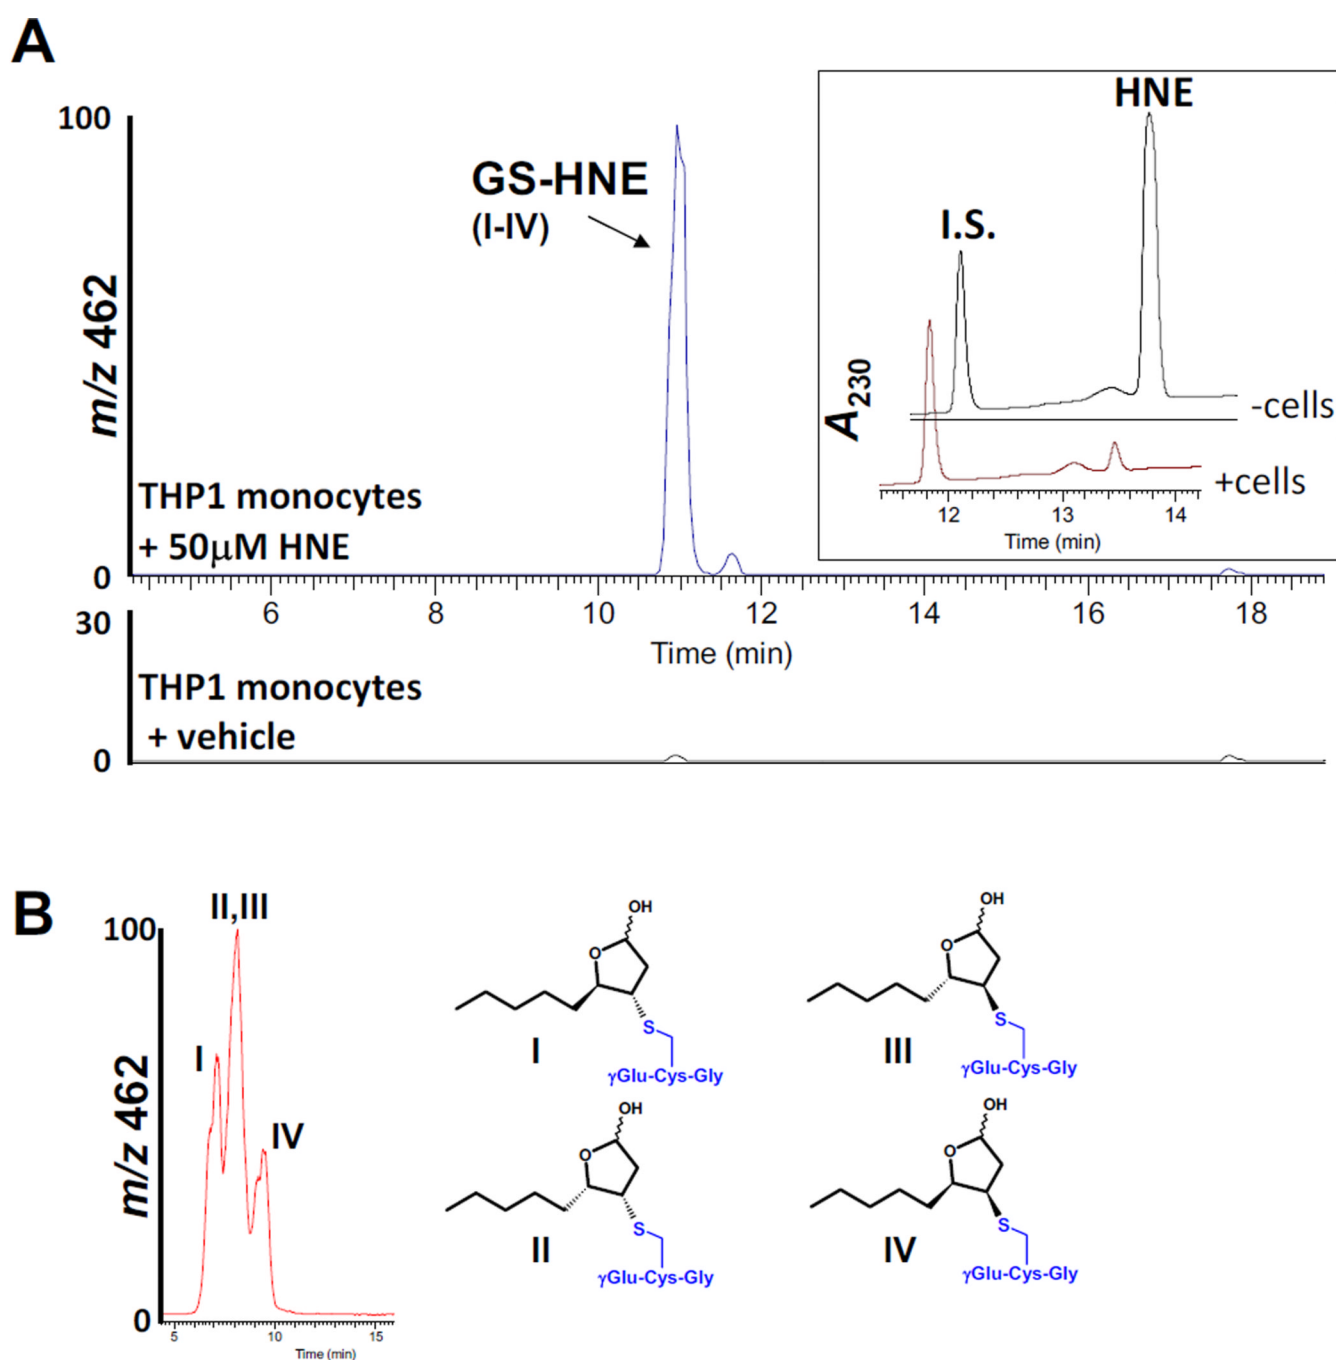 A
100
m/z 462
0
GS-HNE
(I-IV)
THP1 monocytes
+ 50μM HNE
6 8 10 12 14 16 18
Time (min)
HNE
I.S.
A230
-cells
+cells
12 13 14
Time (min)
30
THP1 monocytes
+ vehicle
0
B
100
m/z 462
0
II,III
I
IV
5 10 15
Time (min)
OH
O
S
I
γGlu-Cys-Gly
OH
O
S
III
γGlu-Cys-Gly
OH
O
S
II
γGlu-Cys-Gly
OH
O
S
IV
γGlu-Cys-Gly